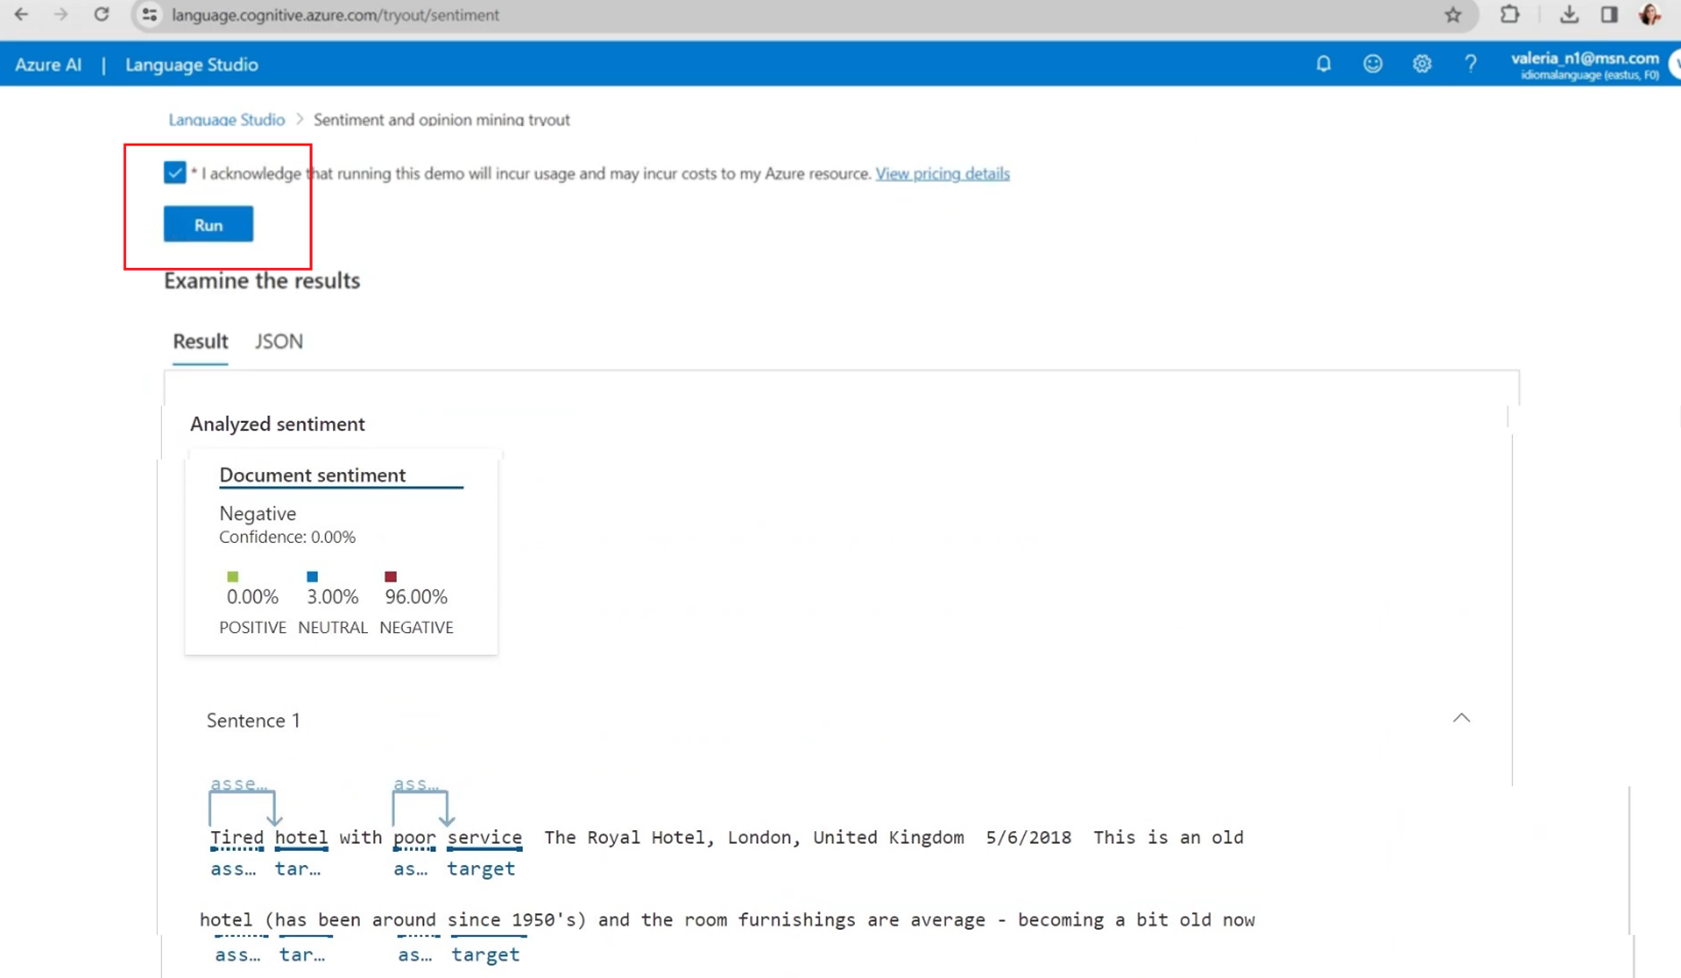 language.cognitive.azure.com/tryout/sentiment
Azure AI | Language Studio
valeria_n1@msn.com
idiomalanguage (eastus, F0)
Language Studio > Sentiment and opinion mining tryout
* I acknowledge that running this demo will incur usage and may incur costs to my Azure resource. View pricing details
Run
Examine the results
Result JSON
Analyzed sentiment
Document sentiment
Negative
Confidence: 0.00%
0.00% 3.00% 96.00%
POSITIVE NEUTRAL NEGATIVE
Sentence 1
asse... ass...
Tired hotel with poor service The Royal Hotel, London, United Kingdom 5/6/2018 This is an old
ass... tar... as... target
hotel (has been around since 1950's) and the room furnishings are average - becoming a bit old now
ass... tar... as... target